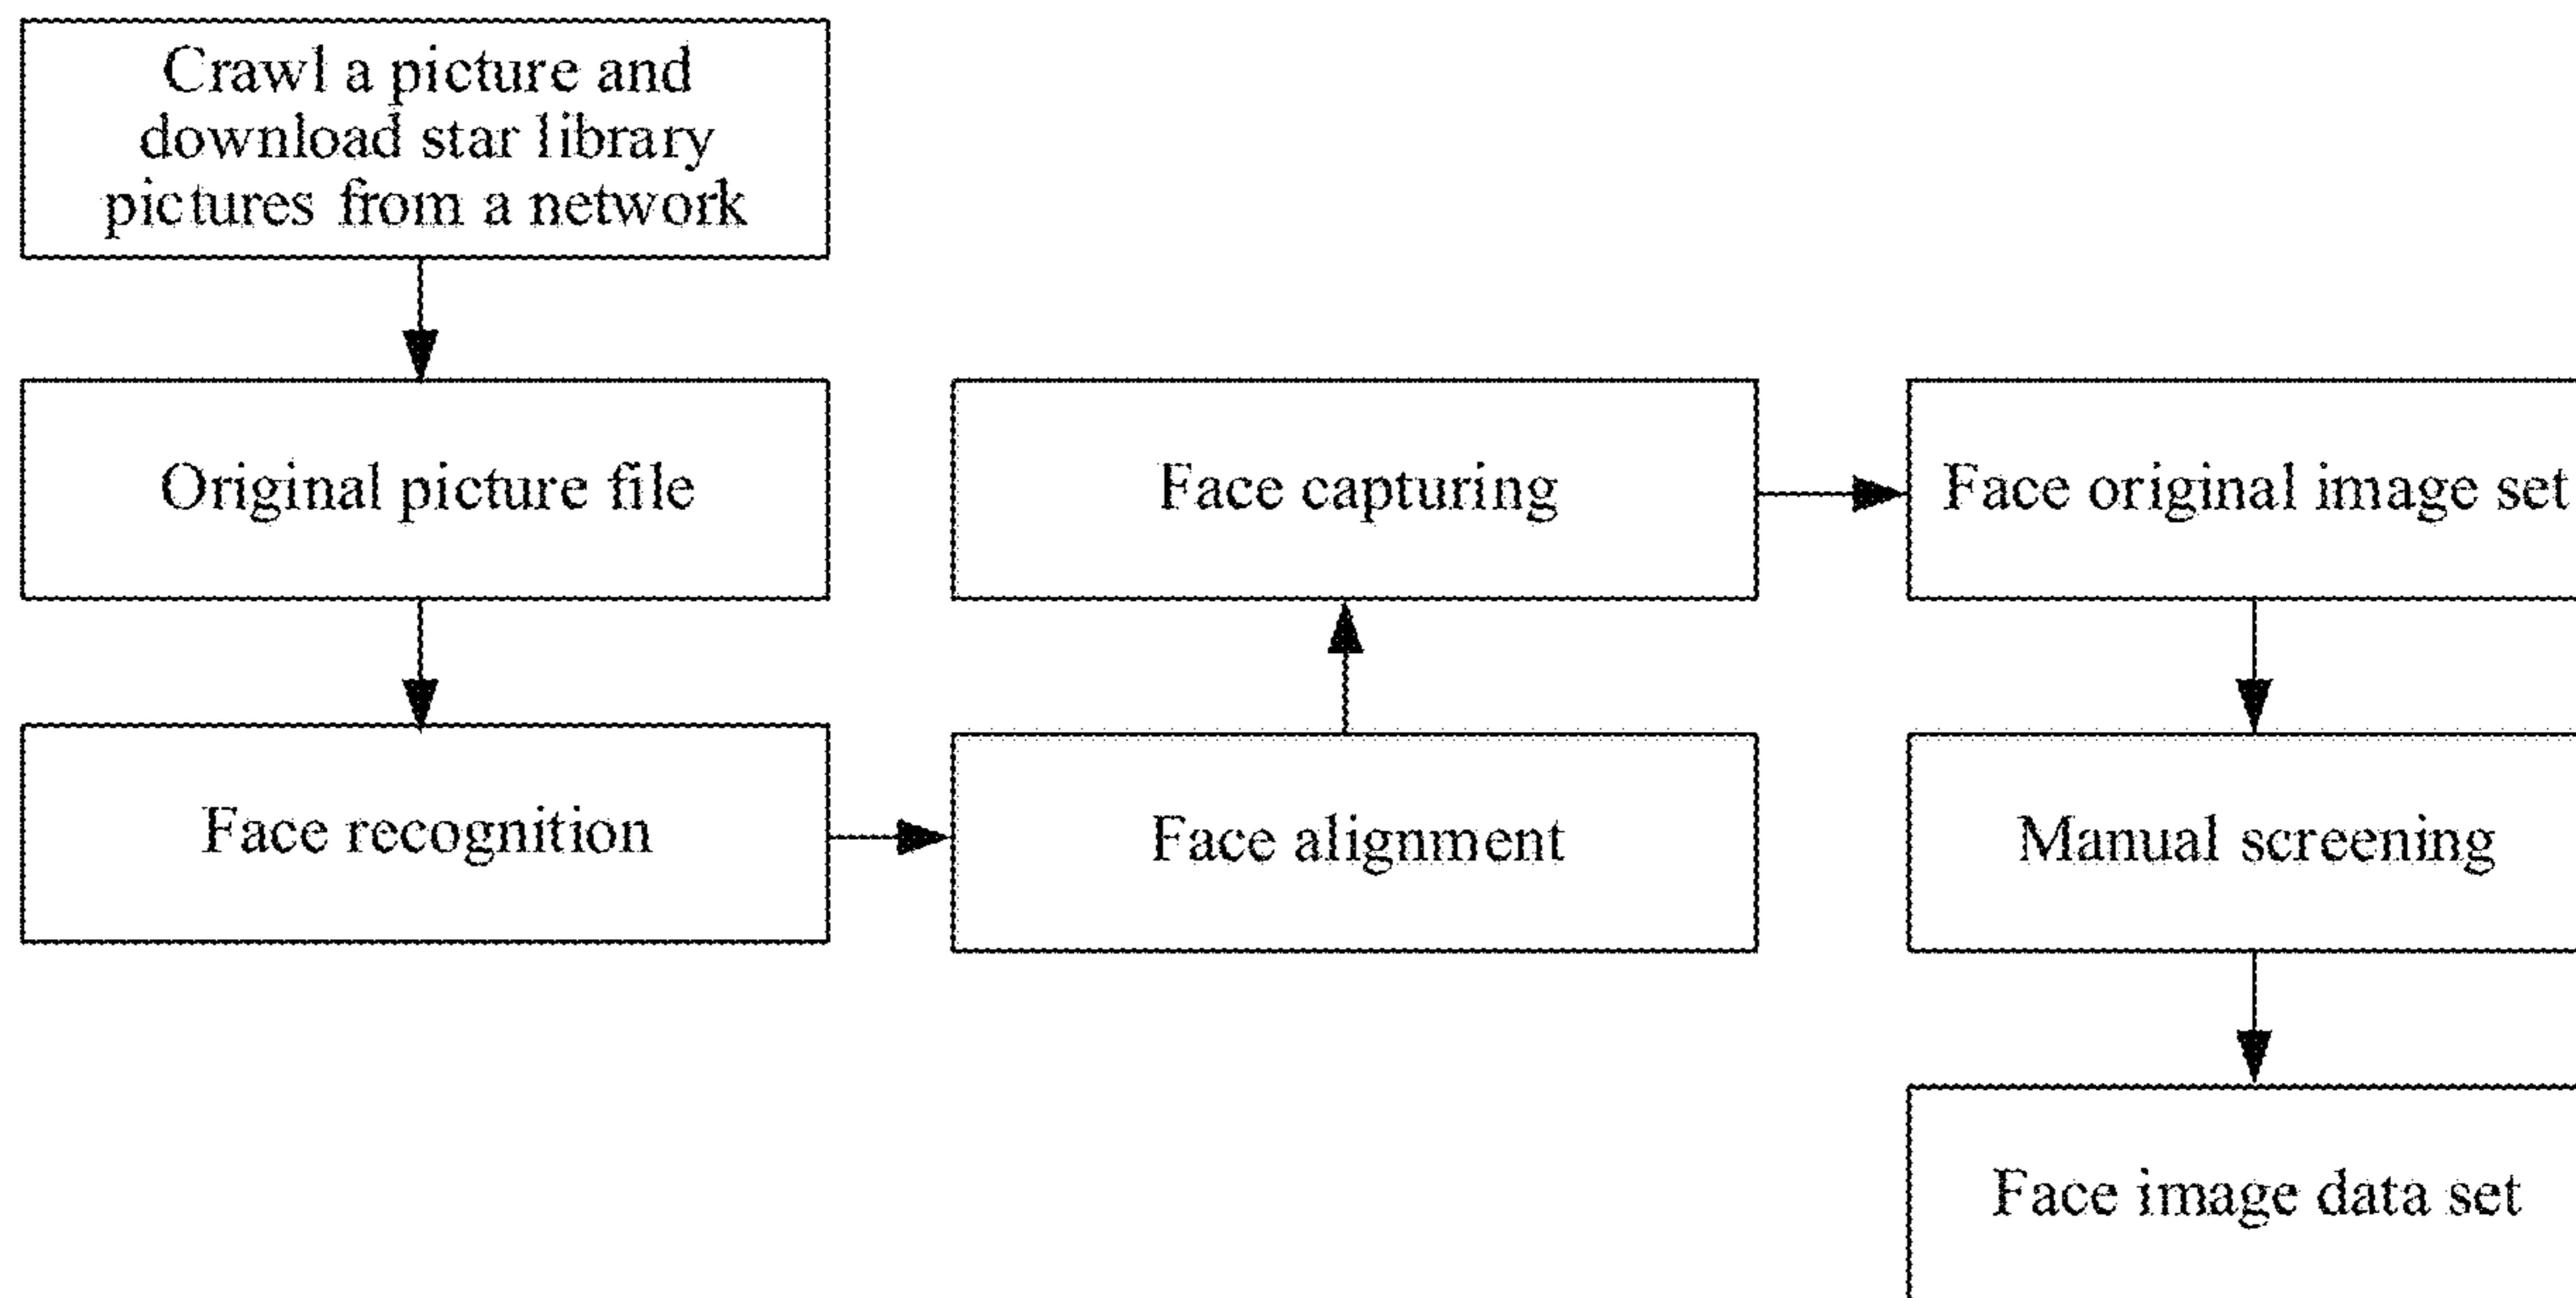 Crawl a picture and
download star library
pictures from a network
Original picture file
Face recognition
Face alignment
Face capturing
Face original image set
Manual screening
Face image data set